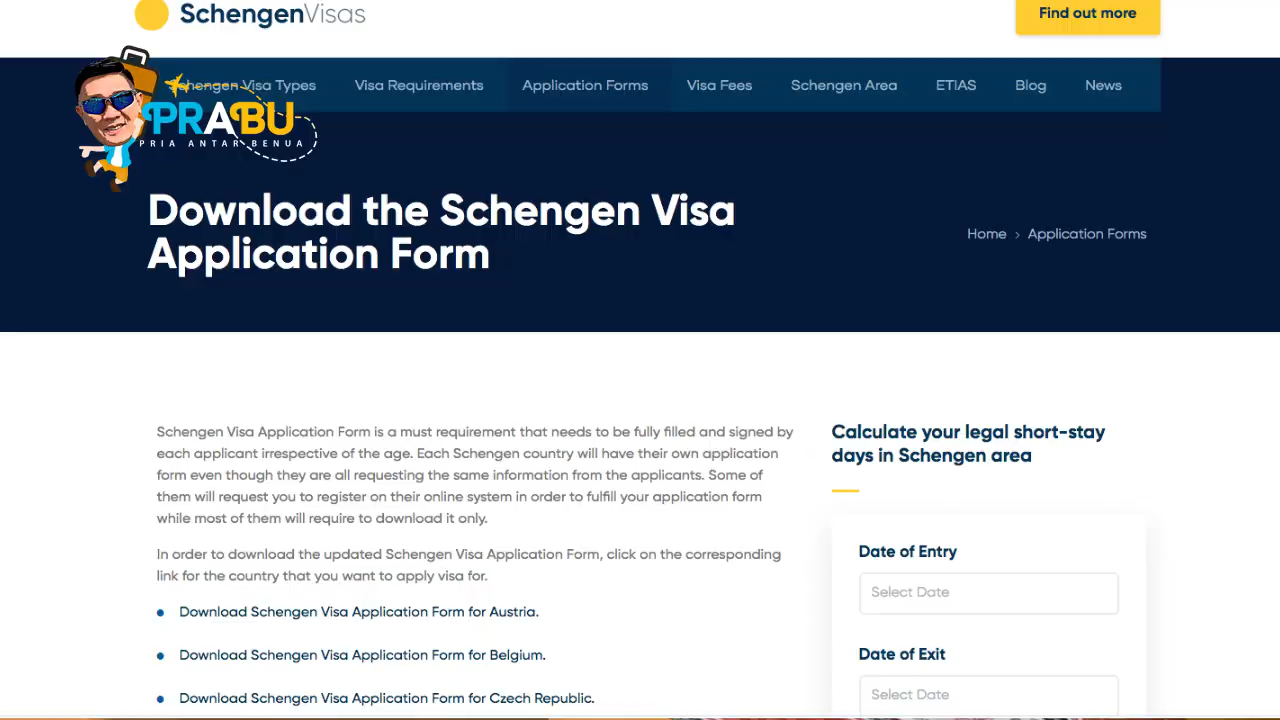 SchengenVisas
Find out more
Schengen Visa Types
Visa Requirements
Application Forms
Visa Fees
Schengen Area
ETIAS
Blog
News
PRABU
PRIA ANTAR BENUA
Download the Schengen Visa
Application Form
Home > Application Forms
Schengen Visa Application Form is a must requirement that needs to be fully filled and signed by
each applicant irrespective of the age. Each Schengen country will have their own application
form even though they are all requesting the same information from the applicants. Some of
them will request you to register on their online system in order to fulfill your application form
while most of them will require to download it only.
In order to download the updated Schengen Visa Application Form, click on the corresponding
link for the country that you want to apply visa for.
Download Schengen Visa Application Form for Austria.
Download Schengen Visa Application Form for Belgium.
Download Schengen Visa Application Form for Czech Republic.
Calculate your legal short-stay
days in Schengen area
Date of Entry
Select Date
Date of Exit
Select Date